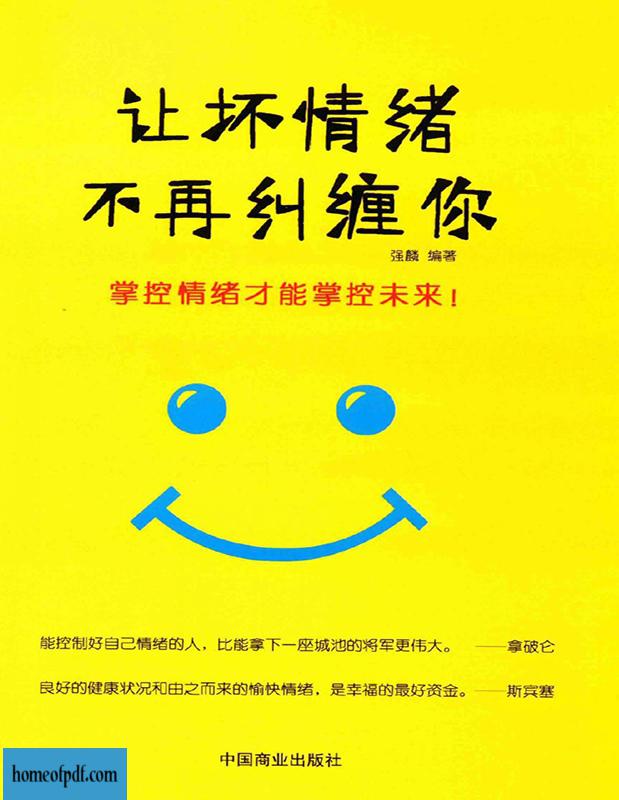 让坏情绪
不再纠缠你
强麟 编著
掌控情绪才能掌控未来！
能控制好自己情绪的人，比能拿下一座城池的将军更伟大。 ——拿破仑
良好的健康状况和由之而来的愉快情绪，是幸福的最好资金。——斯宾塞
中国商业出版社
homeofpdf.com